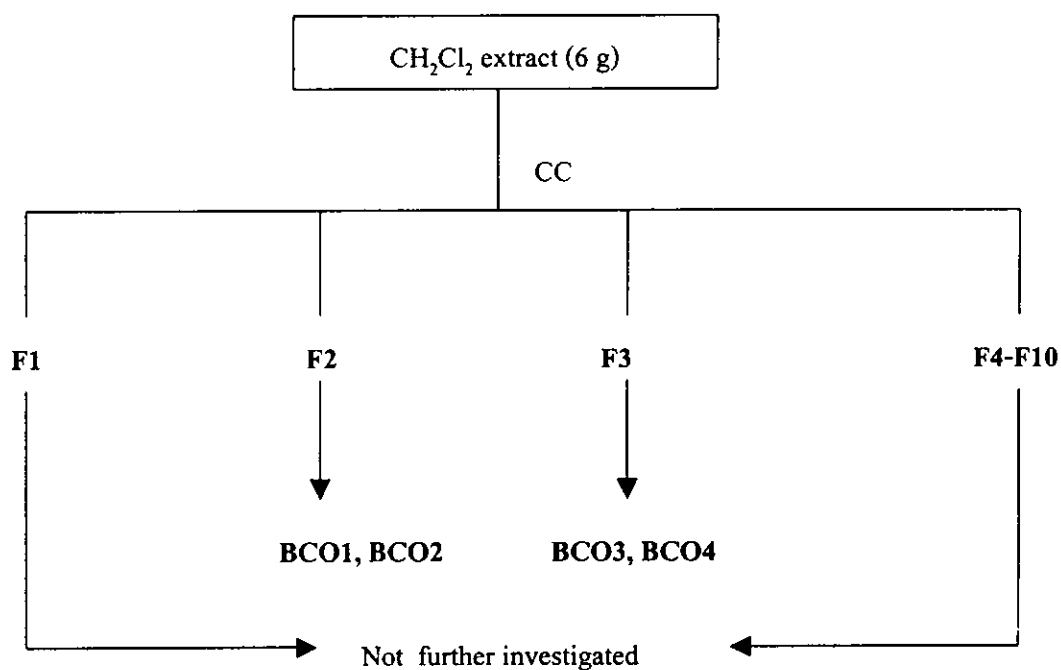 CH₂Cl₂ extract (6 g)
CC
F1 F2 F3 F4-F10
BCO1, BCO2 BCO3, BCO4
Not further investigated